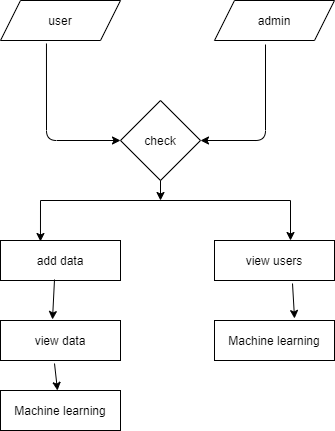 user
admin
check
add data
view users
view data
Machine learning
Machine learning